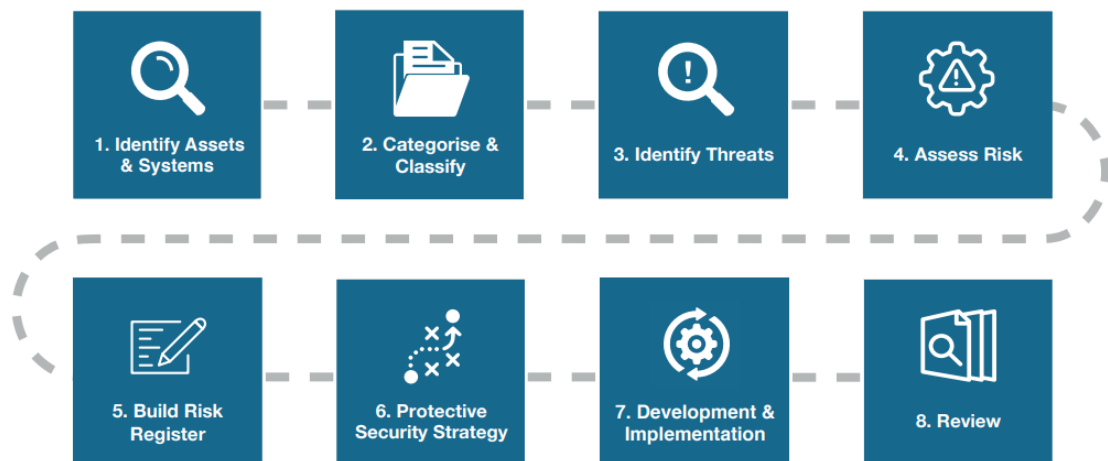 1. Identify Assets
& Systems
2. Categorise &
Classify
3. Identify Threats
4. Assess Risk
5. Build Risk
Register
6. Protective
Security Strategy
7. Development &
Implementation
8. Review